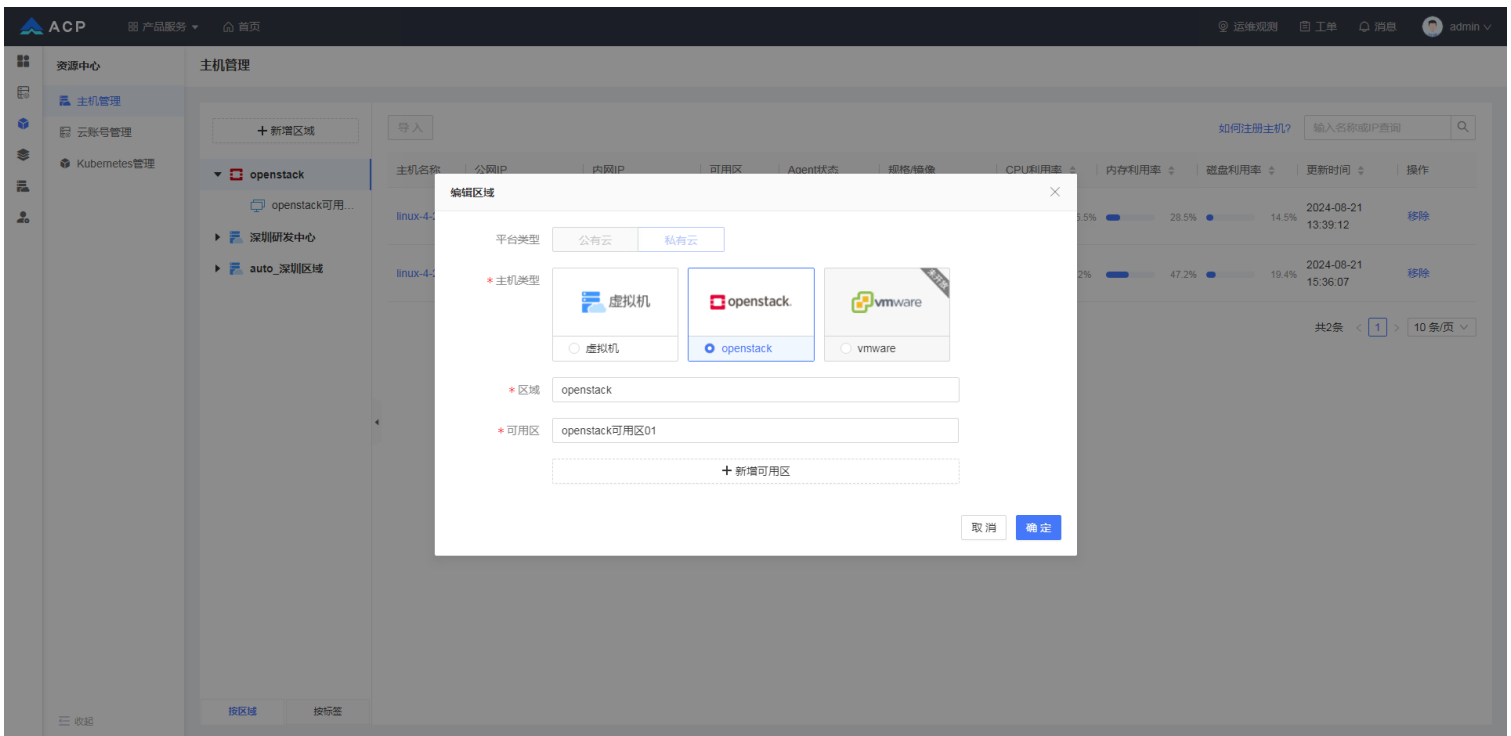 ACP 产品服务 首页 运维观测 工单 消息 admin
资源中心 主机管理
主机管理
云账号管理
Kubernetes管理
收起
新增区域
openstack
openstack可用...
深圳研发中心
auto_深圳区域
按区域 按标签
导入 如何注册主机? 输入名称或IP查询
主机名称 公网IP 内网IP 可用区 Agent状态 规格/镜像 CPU利用率 内存利用率 磁盘利用率 更新时间 操作
linux-4-2 5.5% 28.5% 14.5% 2024-08-21 13:39:12 移除
linux-4-2 2% 47.2% 19.4% 2024-08-21 15:36:07 移除
共2条 < 1 > 10 条/页
编辑区域
平台类型 公有云 私有云
*主机类型 虚拟机 openstack. vmware 未开放
虚拟机 openstack vmware
*区域 openstack
*可用区 openstack可用区01
新增可用区
取 消 确 定